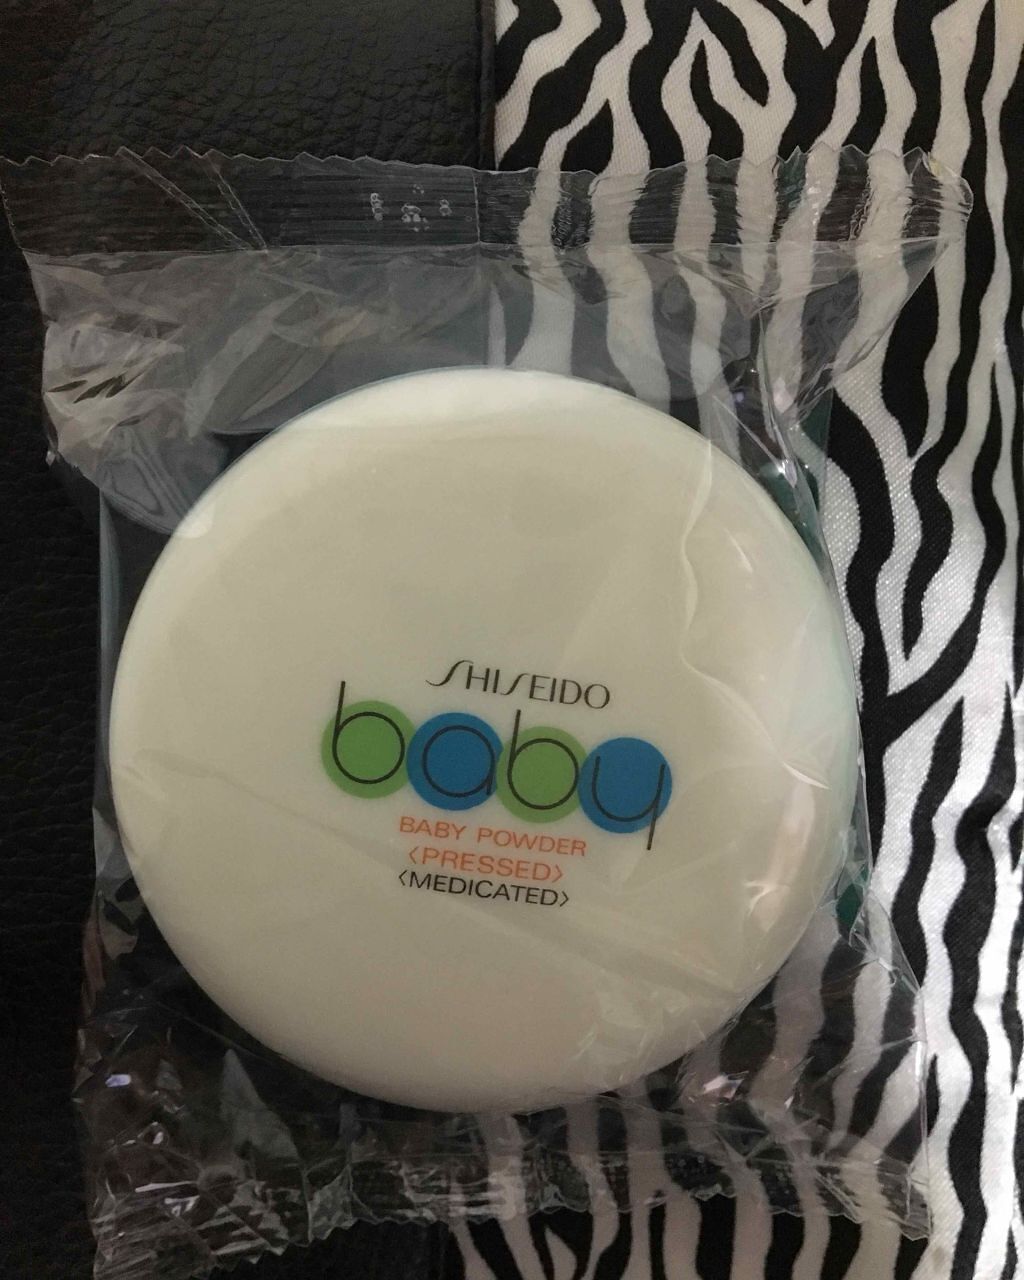 SHISEIDO
baby
BABY POWDER
〈PRESSED〉
〈MEDICATED〉